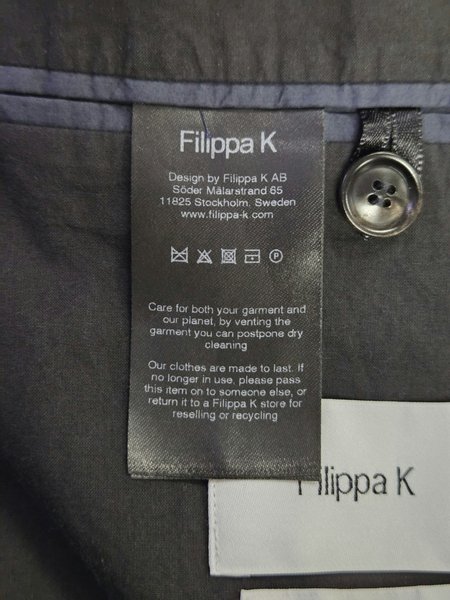 Filippa K
Design by Filippa K AB
Söder Mälarstrand 65
11825 Stockholm. Sweden
www.filippa-k.com
P
Care for both your garment and
our planet, by venting the
garment you can postpone dry
cleaning
Our clothes are made to last. If
no longer in use, please pass
this item on to someone else, or
return it to a Filippa K store for
reselling or recycling
Filippa K